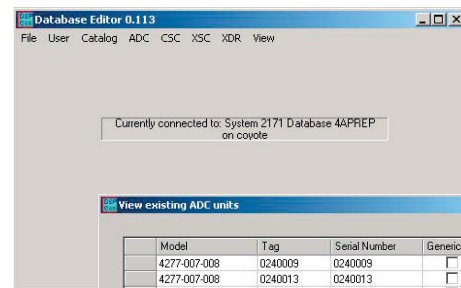 Database Editor 0.113
File User Catalog ADC CSC XSC XDR View
Currently connected to: System 2171 Database 4APREP
on coyote
View existing ADC units
Model Tag Serial Number Generic
4277-007-008 0240009 0240009
4277-007-008 0240013 0240013